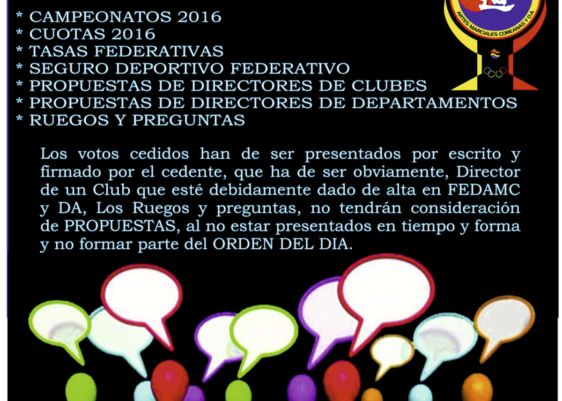 ARTES MARCIALES COREANAS Y D.A.
* CAMPEONATOS 2016
* CUOTAS 2016
* TASAS FEDERATIVAS
* SEGURO DEPORTIVO FEDERATIVO
* PROPUESTAS DE DIRECTORES DE CLUBES
* PROPUESTAS DE DIRECTORES DE DEPARTAMENTOS
* RUEGOS Y PREGUNTAS
Los votos cedidos han de ser presentados por escrito y
firmado por el cedente, que ha de ser obviamente, Director
de un Club que esté debidamente dado de alta en FEDAMC
y DA, Los Ruegos y preguntas, no tendrán consideración
de PROPUESTAS, al no estar presentados en tiempo y forma
y no formar parte del ORDEN DEL DIA.